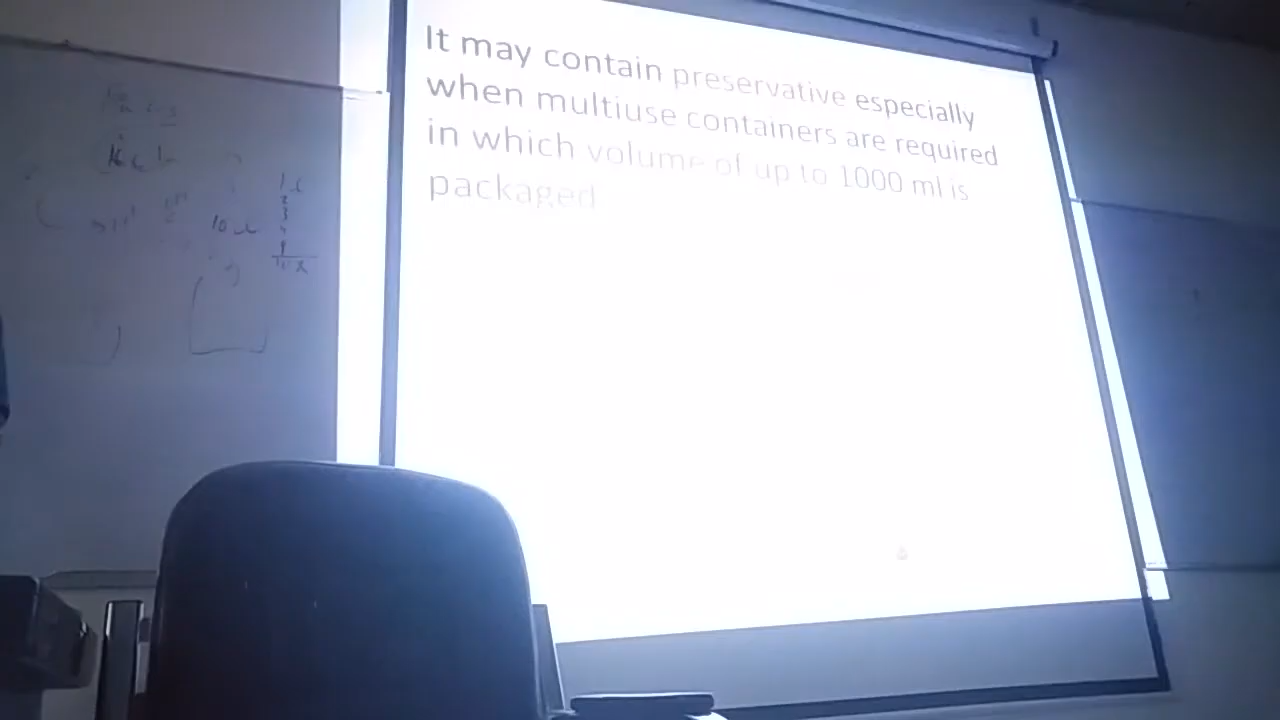 It may contain preservative especially
when multiuse containers are required
in which volume of up to 1000 ml is
packaged.
10